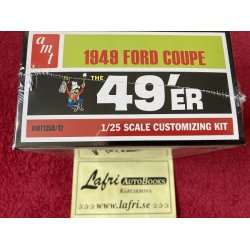 amt
1949 FORD COUPE
THE
49'ER
AMT1359/12
1/25 SCALE CUSTOMIZING KIT
Lafri
AUTOBOOKS
KARLSKRONA
www.lafri.se